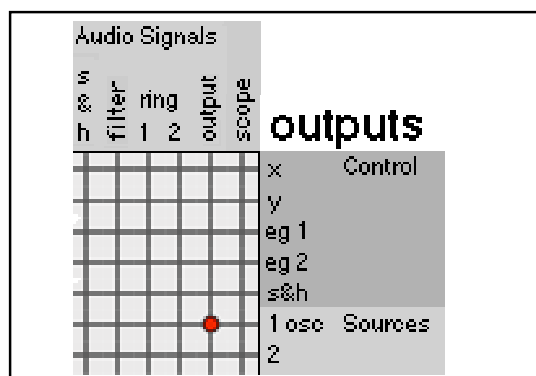 Audio Signals
s & h filter ring 1 2 output scope
outputs
x Control
y
eg 1
eg 2
s&h
1 osc Sources
2